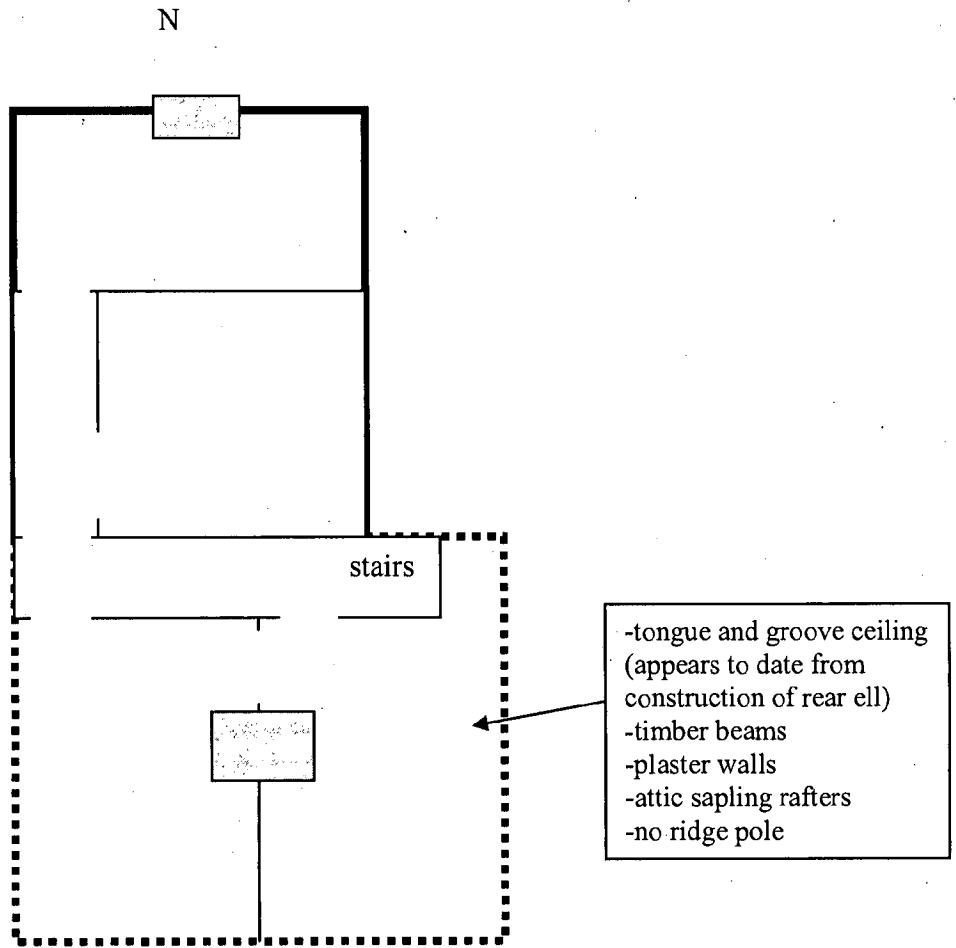 N
stairs
-tongue and groove ceiling
(appears to date from
construction of rear ell)
-timber beams
-plaster walls
-attic sapling rafters
-no ridge pole